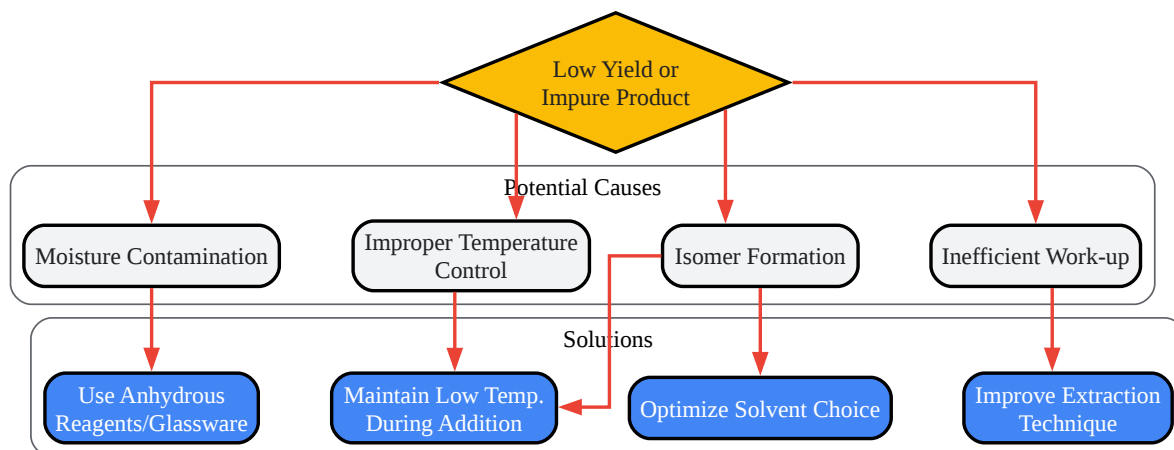 Low Yield or
Impure Product
Potential Causes
Moisture Contamination
Improper Temperature
Control
Isomer Formation
Inefficient Work-up
Solutions
Use Anhydrous
Reagents/Glassware
Maintain Low Temp.
During Addition
Optimize Solvent Choice
Improve Extraction
Technique